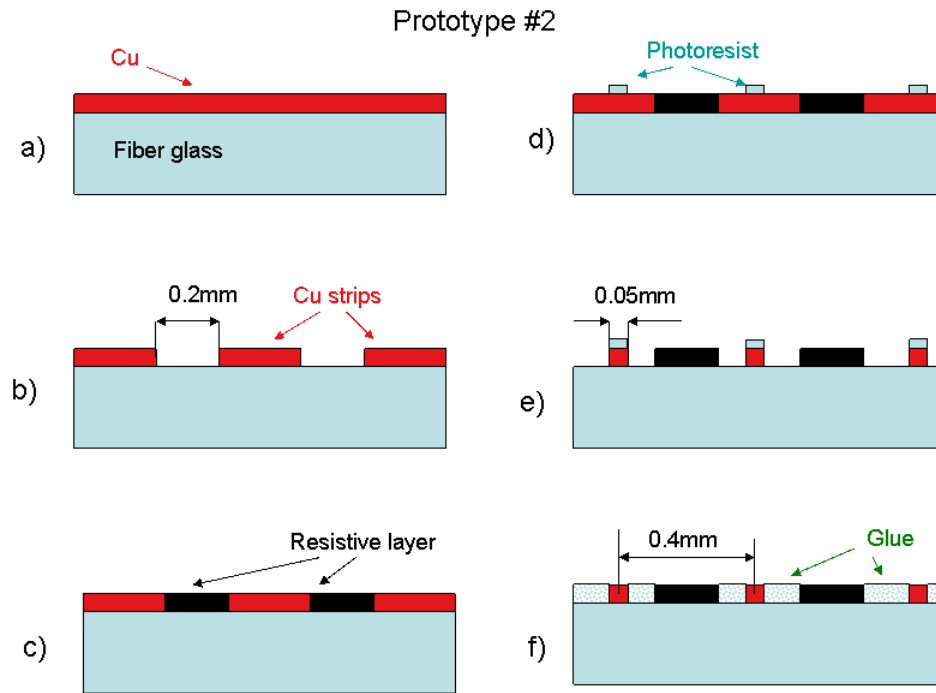 Prototype #2
Cu
Fiber glass
a)
Photoresist
d)
0.2mm
Cu strips
b)
0.05mm
e)
Resistive layer
c)
0.4mm
Glue
f)